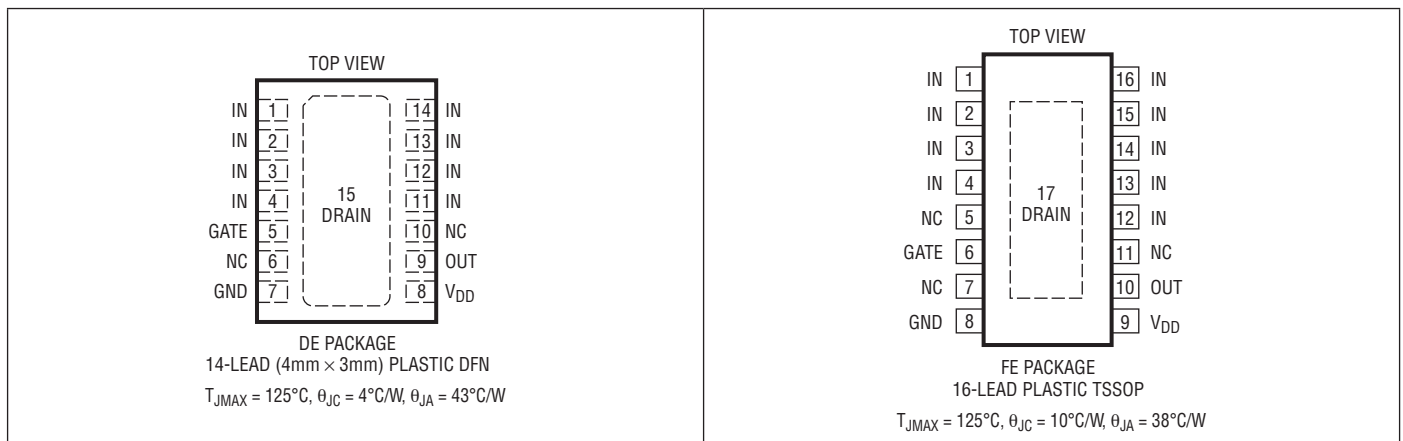 TOP VIEW
IN 1 14 IN
IN 2 13 IN
IN 3 12 IN
IN 4 11 IN
15
DRAIN
GATE 5 10 NC
NC 6 9 OUT
GND 7 8 VDD
DE PACKAGE
14-LEAD (4mm × 3mm) PLASTIC DFN
TJMAX = 125°C, θJC = 4°C/W, θJA = 43°C/W
TOP VIEW
IN 1 16 IN
IN 2 15 IN
IN 3 14 IN
IN 4 13 IN
17
DRAIN
NC 5 12 IN
GATE 6 11 NC
NC 7 10 OUT
GND 8 9 VDD
FE PACKAGE
16-LEAD PLASTIC TSSOP
TJMAX = 125°C, θJC = 10°C/W, θJA = 38°C/W